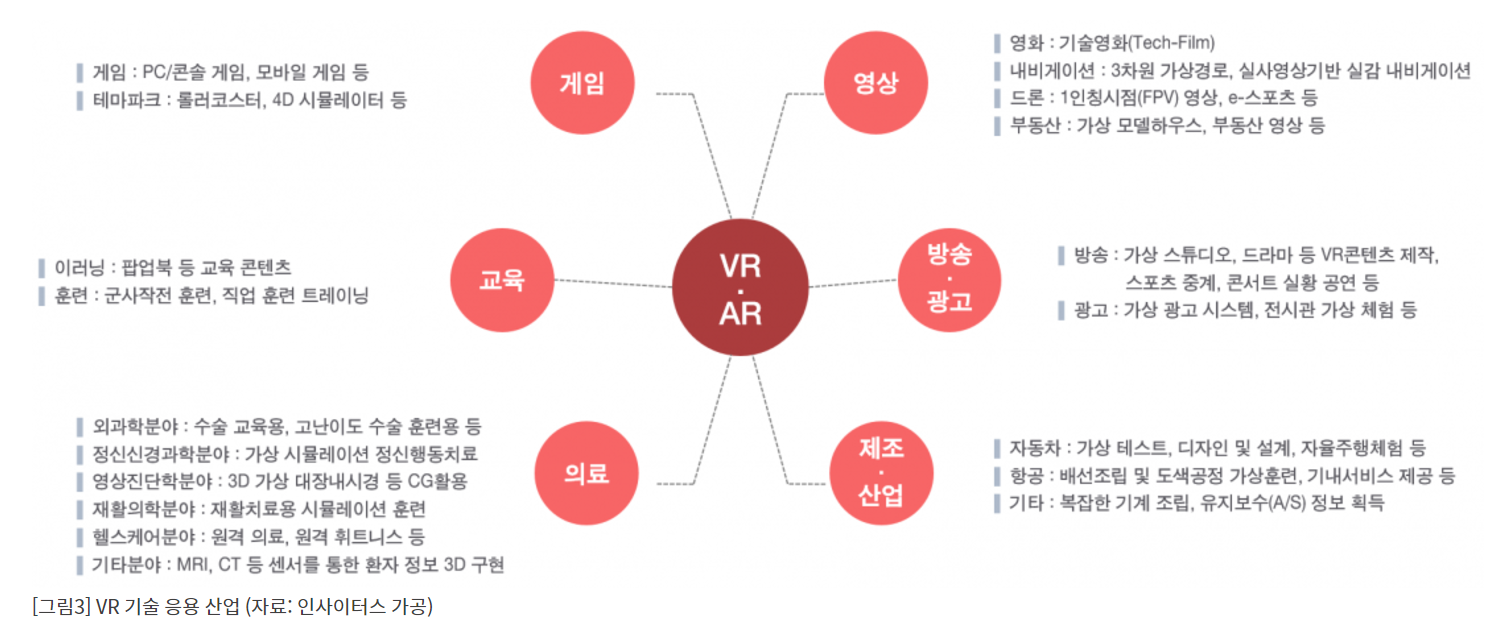 게임
게임 : PC/콘솔 게임, 모바일 게임 등
테마파크 : 롤러코스터, 4D 시뮬레이터 등
영상
영화 : 기술영화(Tech-Film)
내비게이션 : 3차원 가상경로, 실사영상기반 실감 내비게이션
드론 : 1인칭시점(FPV) 영상, e-스포츠 등
부동산 : 가상 모델하우스, 부동산 영상 등
교육
이러닝 : 팝업북 등 교육 콘텐츠
훈련 : 군사작전 훈련, 직업 훈련 트레이닝
VR
·
AR
방송
·
광고
방송 : 가상 스튜디오, 드라마 등 VR콘텐츠 제작,
스포츠 중계, 콘서트 실황 공연 등
광고 : 가상 광고 시스템, 전시관 가상 체험 등
의료
외과학분야 : 수술 교육용, 고난이도 수술 훈련용 등
정신신경과학분야 : 가상 시뮬레이션 정신행동치료
영상진단학분야 : 3D 가상 대장내시경 등 CG활용
재활의학분야 : 재활치료용 시뮬레이션 훈련
헬스케어분야 : 원격 의료, 원격 휘트니스 등
기타분야 : MRI, CT 등 센서를 통한 환자 정보 3D 구현
제조
·
산업
자동차 : 가상 테스트, 디자인 및 설계, 자율주행체험 등
항공 : 배선조립 및 도색공정 가상훈련, 기내서비스 제공 등
기타 : 복잡한 기계 조립, 유지보수(A/S) 정보 획득
[그림3] VR 기술 응용 산업 (자료: 인사이터스 가공)